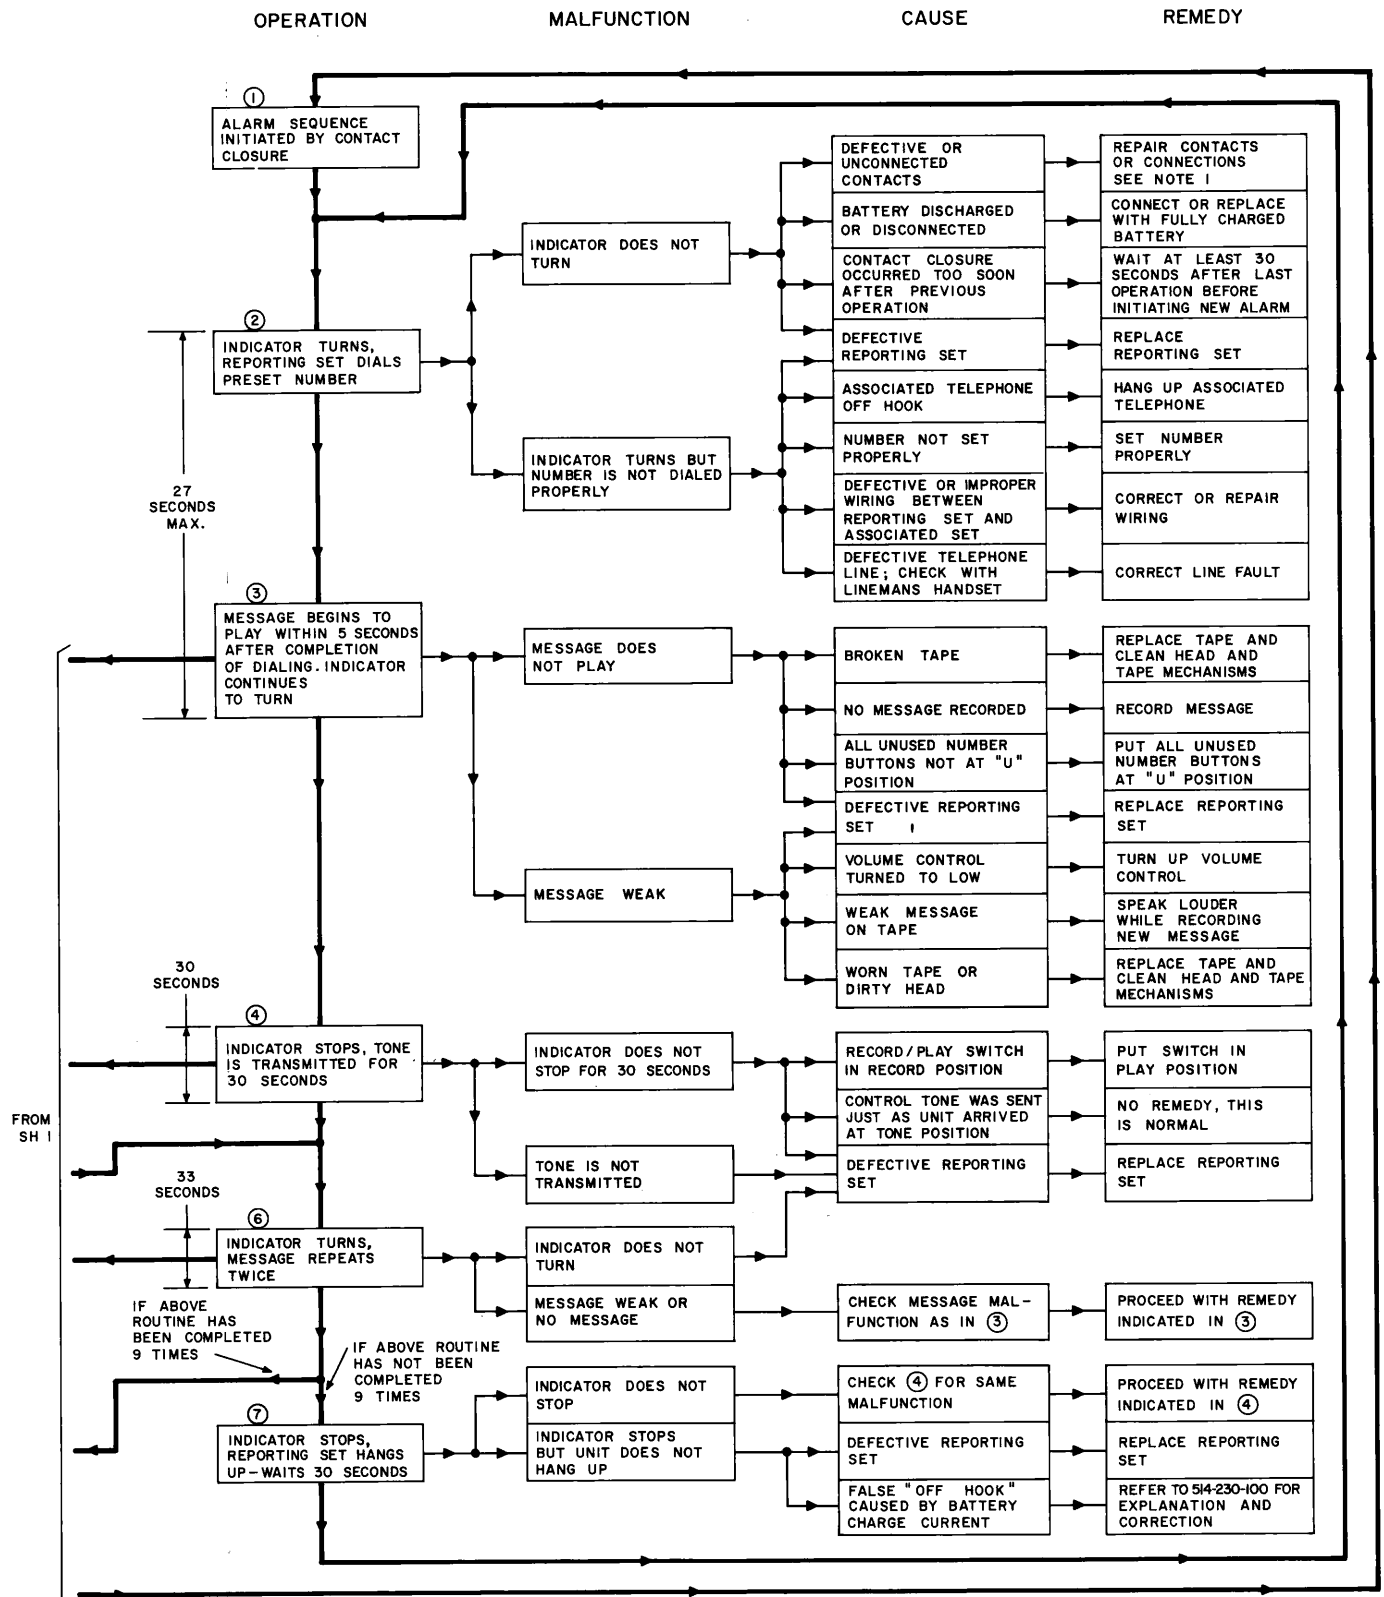 OPERATION
MALFUNCTION
CAUSE
REMEDY
①
ALARM SEQUENCE
INITIATED BY CONTACT
CLOSURE
DEFECTIVE OR
UNCONNECTED
CONTACTS
REPAIR CONTACTS
OR CONNECTIONS
SEE NOTE 1
BATTERY DISCHARGED
OR DISCONNECTED
CONNECT OR REPLACE
WITH FULLY CHARGED
BATTERY
INDICATOR DOES NOT
TURN
CONTACT CLOSURE
OCCURRED TOO SOON
AFTER PREVIOUS
OPERATION
WAIT AT LEAST 30
SECONDS AFTER LAST
OPERATION BEFORE
INITIATING NEW ALARM
②
INDICATOR TURNS,
REPORTING SET DIALS
PRESET NUMBER
DEFECTIVE
REPORTING SET
REPLACE
REPORTING SET
ASSOCIATED TELEPHONE
OFF HOOK
HANG UP ASSOCIATED
TELEPHONE
INDICATOR TURNS BUT
NUMBER IS NOT DIALED
PROPERLY
NUMBER NOT SET
PROPERLY
SET NUMBER
PROPERLY
27
SECONDS
MAX.
DEFECTIVE OR IMPROPER
WIRING BETWEEN
REPORTING SET AND
ASSOCIATED SET
CORRECT OR REPAIR
WIRING
DEFECTIVE TELEPHONE
LINE; CHECK WITH
LINEMANS HANDSET
CORRECT LINE FAULT
③
MESSAGE BEGINS TO
PLAY WITHIN 5 SECONDS
AFTER COMPLETION
OF DIALING. INDICATOR
CONTINUES
TO TURN
MESSAGE DOES
NOT PLAY
BROKEN TAPE
REPLACE TAPE AND
CLEAN HEAD AND
TAPE MECHANISMS
NO MESSAGE RECORDED
RECORD MESSAGE
ALL UNUSED NUMBER
BUTTONS NOT AT "U"
POSITION
PUT ALL UNUSED
NUMBER BUTTONS
AT "U" POSITION
DEFECTIVE REPORTING
SET
REPLACE REPORTING
SET
MESSAGE WEAK
VOLUME CONTROL
TURNED TO LOW
TURN UP VOLUME
CONTROL
WEAK MESSAGE
ON TAPE
SPEAK LOUDER
WHILE RECORDING
NEW MESSAGE
WORN TAPE OR
DIRTY HEAD
REPLACE TAPE AND
CLEAN HEAD AND TAPE
MECHANISMS
30
SECONDS
④
INDICATOR STOPS, TONE
IS TRANSMITTED FOR
30 SECONDS
INDICATOR DOES NOT
STOP FOR 30 SECONDS
RECORD/PLAY SWITCH
IN RECORD POSITION
PUT SWITCH IN
PLAY POSITION
CONTROL TONE WAS SENT
JUST AS UNIT ARRIVED
AT TONE POSITION
NO REMEDY, THIS
IS NORMAL
FROM
SH 1
TONE IS NOT
TRANSMITTED
DEFECTIVE REPORTING
SET
REPLACE REPORTING
SET
33
SECONDS
⑥
INDICATOR TURNS,
MESSAGE REPEATS
TWICE
INDICATOR DOES NOT
TURN
MESSAGE WEAK OR
NO MESSAGE
CHECK MESSAGE MAL-
FUNCTION AS IN ③
PROCEED WITH REMEDY
INDICATED IN ③
IF ABOVE
ROUTINE HAS
BEEN COMPLETED
9 TIMES
IF ABOVE ROUTINE
HAS NOT BEEN
COMPLETED
9 TIMES
INDICATOR DOES NOT
STOP
CHECK ④ FOR SAME
MALFUNCTION
PROCEED WITH REMEDY
INDICATED IN ④
⑦
INDICATOR STOPS,
REPORTING SET HANGS
UP-WAITS 30 SECONDS
INDICATOR STOPS
BUT UNIT DOES NOT
HANG UP
DEFECTIVE REPORTING
SET
REPLACE REPORTING
SET
FALSE "OFF HOOK"
CAUSED BY BATTERY
CHARGE CURRENT
REFER TO 514-230-100 FOR
EXPLANATION AND
CORRECTION